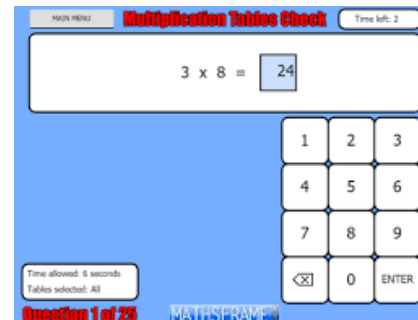 MAIN MENU Multiplication Tables Check Time left: 2
3 x 8 = 24
1 2 3
4 5 6
7 8 9
0 ENTER
Time allowed: 6 seconds
Tables selected: All
Question 1 of 25 MATHSFRAME